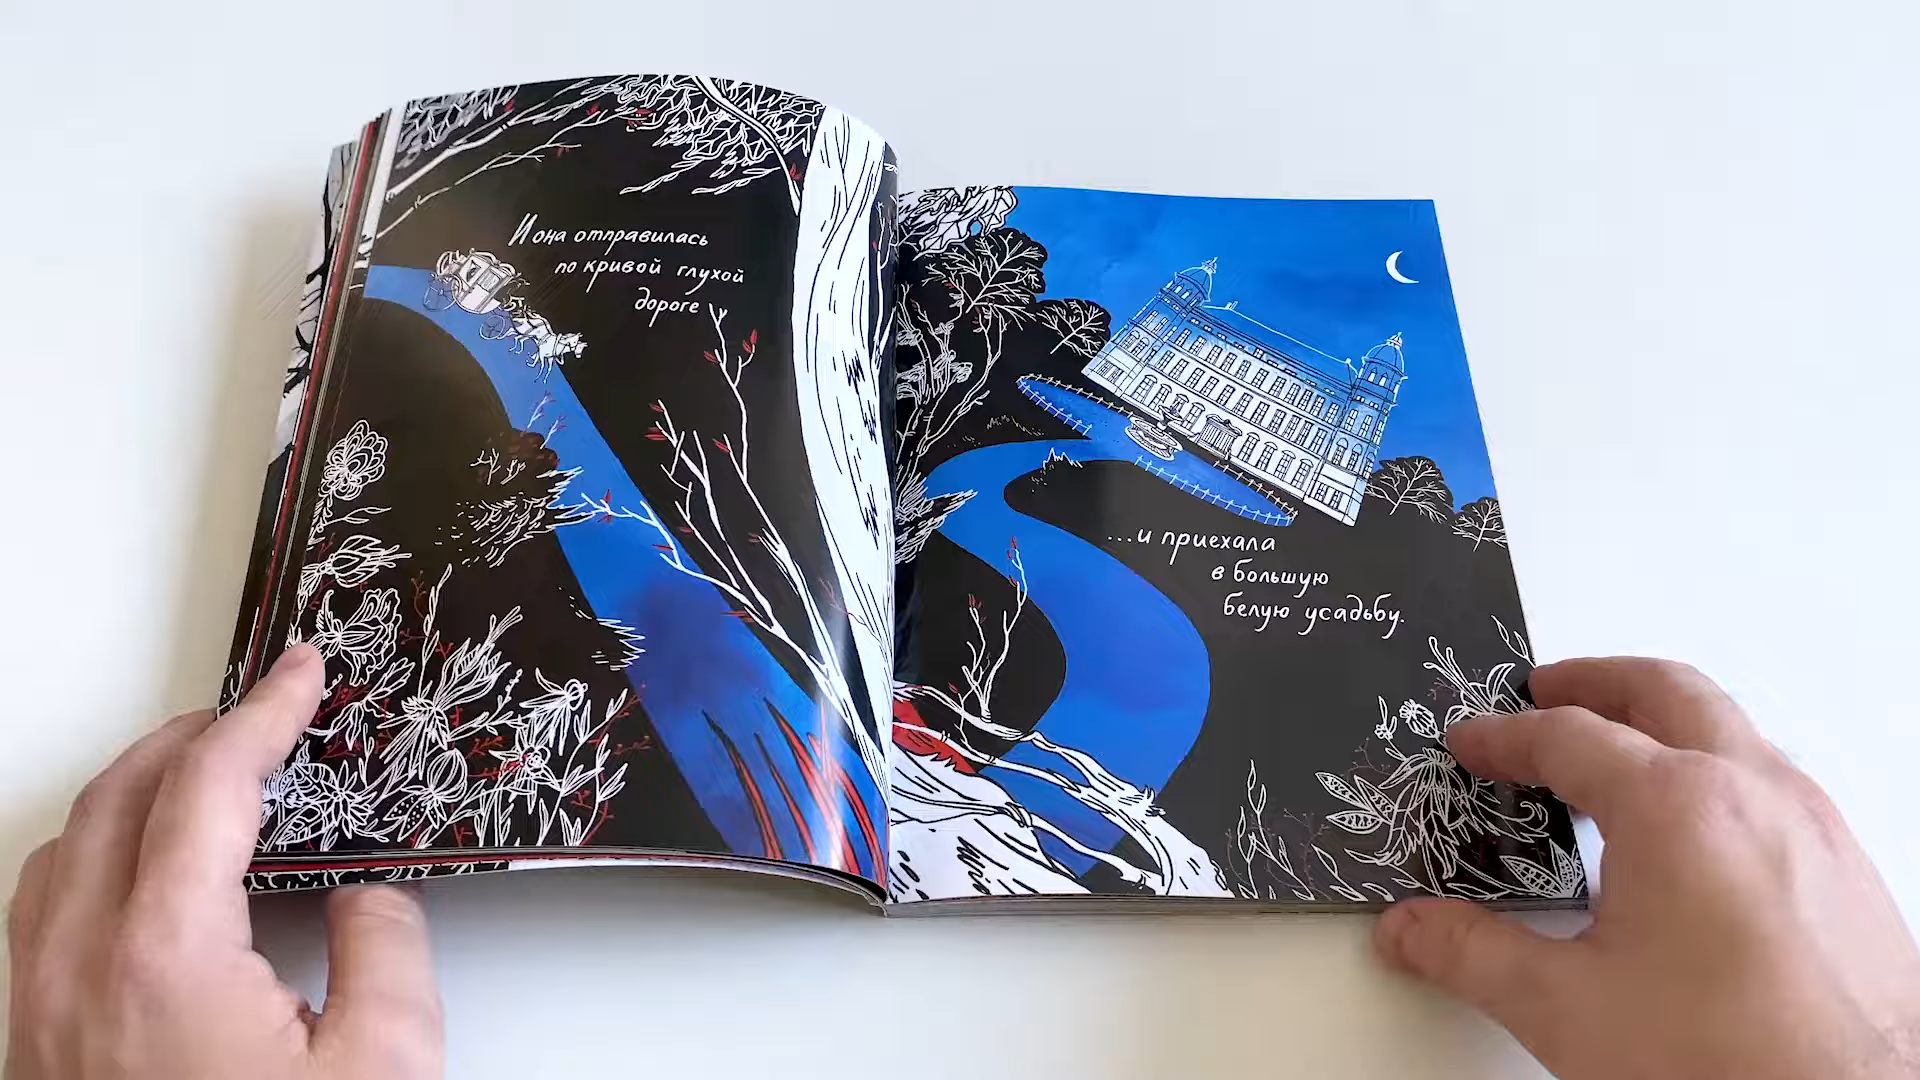 И она отправилась
по кривой глухой
дороге
...и приехала
в большую
белую усадьбу.